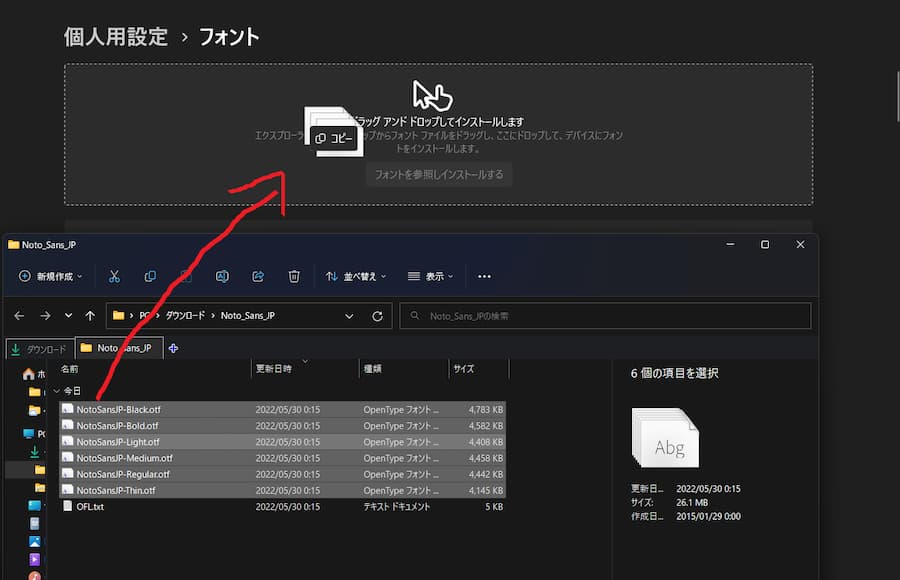 個人用設定 › フォント
ドラッグ アンド ドロップしてインストールします
コピー
フォント ファイルをドラッグし、ここにドロップして、デバイスにフォン
トをインストールします。
フォントを参照しインストールする
Noto_Sans_JP
新規作成
並べ替え
表示
PC › ダウンロード › Noto_Sans_JP
Noto_Sans_JPの検索
ダウンロード
Noto_Sans_JP
名前 更新日時 種類 サイズ
今日
NotoSansJP-Black.otf 2022/05/30 0:15 OpenType フォント ... 4,783 KB
NotoSansJP-Bold.otf 2022/05/30 0:15 OpenType フォント ... 4,582 KB
NotoSansJP-Light.otf 2022/05/30 0:15 OpenType フォント ... 4,408 KB
NotoSansJP-Medium.otf 2022/05/30 0:15 OpenType フォント ... 4,458 KB
NotoSansJP-Regular.otf 2022/05/30 0:15 OpenType フォント ... 4,442 KB
NotoSansJP-Thin.otf 2022/05/30 0:15 OpenType フォント ... 4,145 KB
OFL.txt 2022/05/30 0:15 テキスト ドキュメント 5 KB
ホ
PC
6 個の項目を選択
Abg
更新日... 2022/05/30 0:15
サイズ: 26.1 MB
作成日... 2015/01/29 0:00